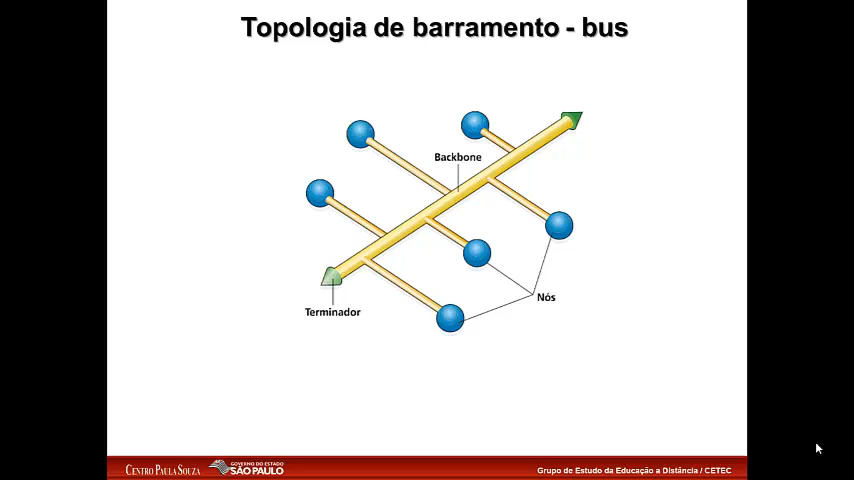 Topologia de barramento - bus
Backbone
Nós
Terminador
CENTRO PAULA SOUZA
GOVERNO DO ESTADO
SÃO PAULO
Grupo de Estudo da Educação a Distância / CETEC